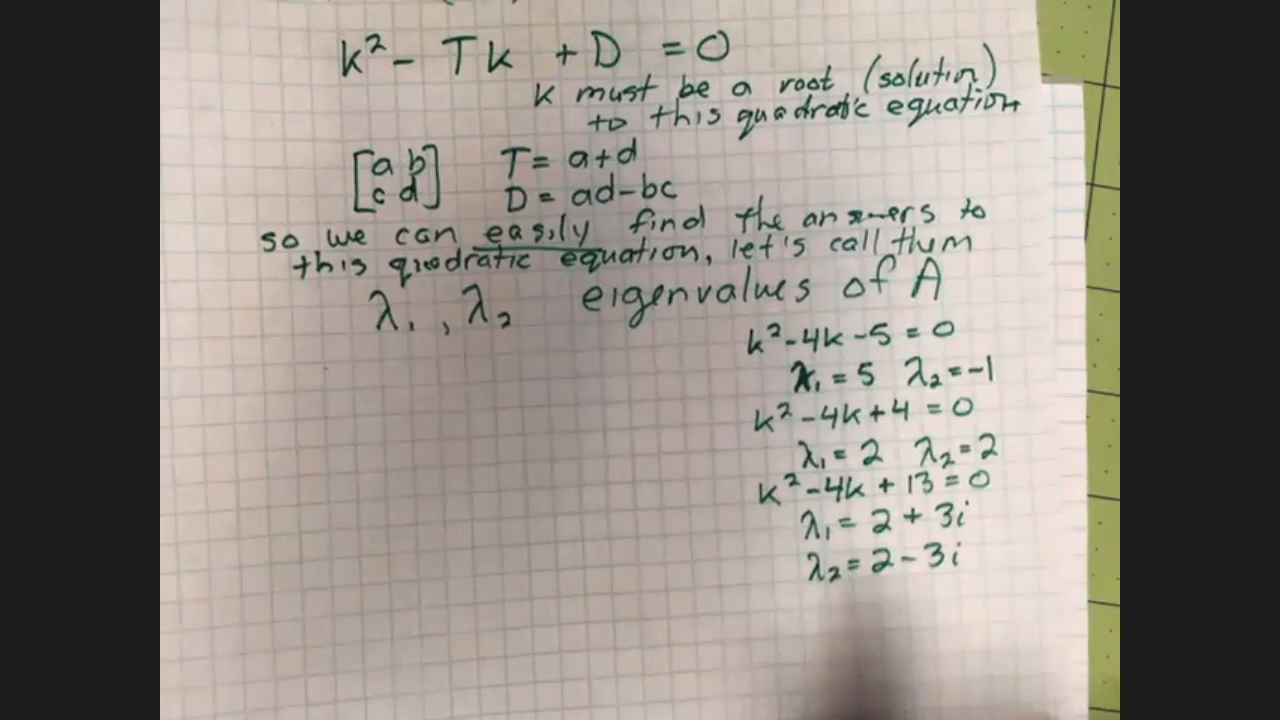 k² - Tk + D = 0
k must be a root (solution)
to this quadratic equation
[a b
c d]
T = a+d
D = ad-bc
so we can easily find the answers to
this quadratic equation, let's call them
λ₁, λ₂ eigenvalues of A
k² - 4k - 5 = 0
λ₁ = 5 λ₂ = -1
k² - 4k + 4 = 0
λ₁ = 2 λ₂ = 2
k² - 4k + 13 = 0
λ₁ = 2 + 3i
λ₂ = 2 - 3i